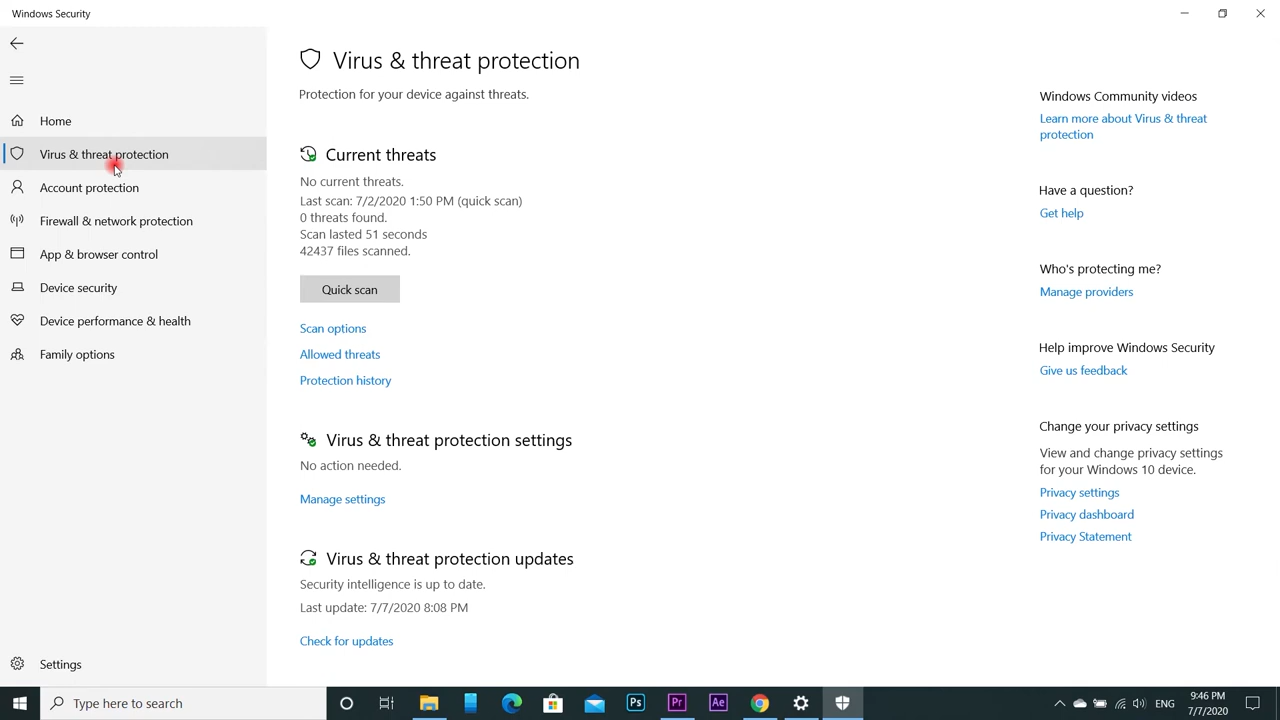 Windows Security
Home
Virus & threat protection
Account protection
Firewall & network protection
App & browser control
Device security
Device performance & health
Family options
Settings
Virus & threat protection
Protection for your device against threats.
Current threats
No current threats.
Last scan: 7/2/2020 1:50 PM (quick scan)
0 threats found.
Scan lasted 51 seconds
42437 files scanned.
Quick scan
Scan options
Allowed threats
Protection history
Virus & threat protection settings
No action needed.
Manage settings
Virus & threat protection updates
Security intelligence is up to date.
Last update: 7/7/2020 8:08 PM
Check for updates
Windows Community videos
Learn more about Virus & threat
protection
Have a question?
Get help
Who's protecting me?
Manage providers
Help improve Windows Security
Give us feedback
Change your privacy settings
View and change privacy settings
for your Windows 10 device.
Privacy settings
Privacy dashboard
Privacy Statement
Type here to search
Ps
Pr
Ae
ENG
9:46 PM
7/7/2020